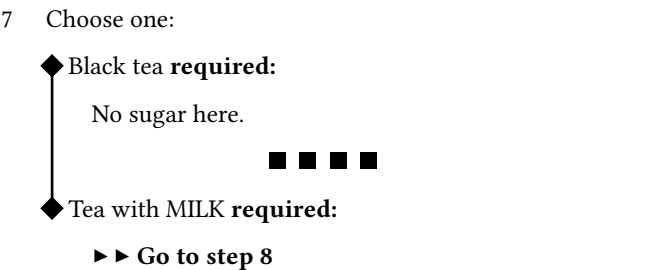 7 Choose one:
Black tea required:
No sugar here.
■ ■ ■ ■
Tea with MILK required:
►► Go to step 8